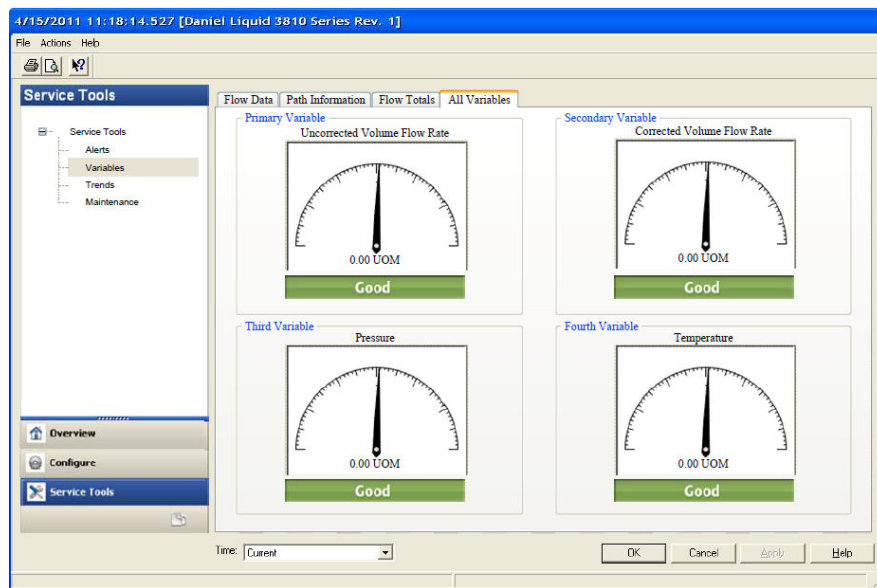 4/15/2011 11:18:14.527 [Daniel Liquid 3810 Series Rev. 1]
File Actions Help
Service Tools
Service Tools
Alerts
Variables
Trends
Maintenance
Overview
Configure
Service Tools
Flow Data Path Information Flow Totals All Variables
Primary Variable
Uncorrected Volume Flow Rate
0.00 UOM
Good
Secondary Variable
Corrected Volume Flow Rate
0.00 UOM
Good
Third Variable
Pressure
0.00 UOM
Good
Fourth Variable
Temperature
0.00 UOM
Good
Time: Current
OK Cancel Apply Help